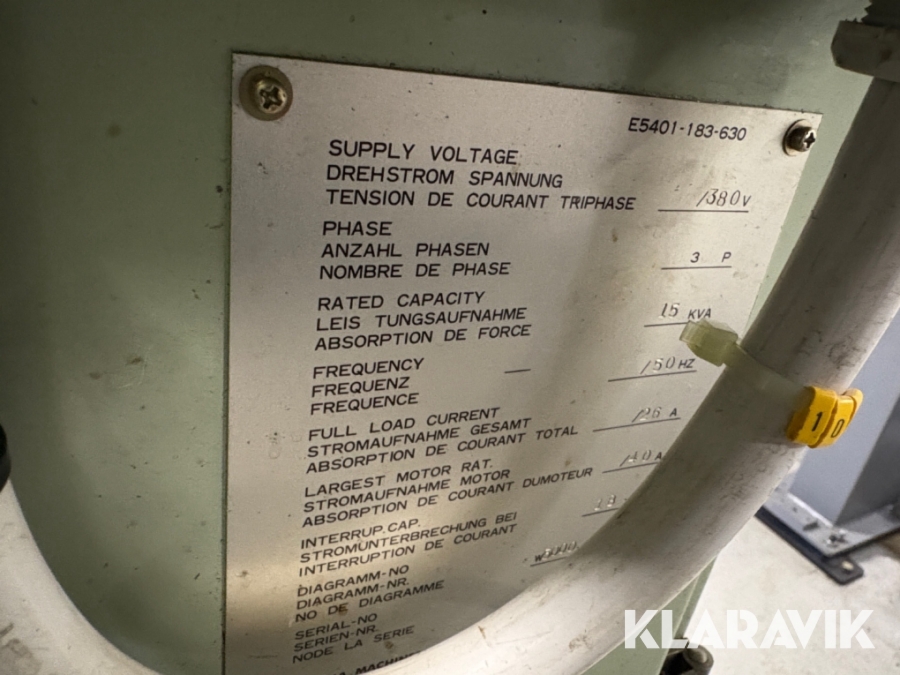 E5401-183-630
SUPPLY VOLTAGE
DREHSTROM SPANNUNG
TENSION DE COURANT TRIPHASE /380V
PHASE
ANZAHL PHASEN
NOMBRE DE PHASE 3 P
RATED CAPACITY
LEIS TUNGSAUFNAHME
ABSORPTION DE FORCE 15 KVA
FREQUENCY
FREQUENZ
FREQUENCE — /50 HZ
FULL LOAD CURRENT
STROMAUFNAHME GESAMT
ABSORPTION DE COURANT TOTAL /26 A
LARGEST MOTOR RAT.
STROMAUFNAHME MOTOR
ABSORPTION DE COURANT DUMOTEUR A
INTERRUP.CAP.
STROMUNTERBRECHUNG BEI
INTERRUPTION DE COURANT
DIAGRAMM-NO
DIAGRAMM-NR.
NO DE DIAGRAMME
SERIAL-NO
SERIEN-NR.
NODE LA SERIE
10
KLARAVIK